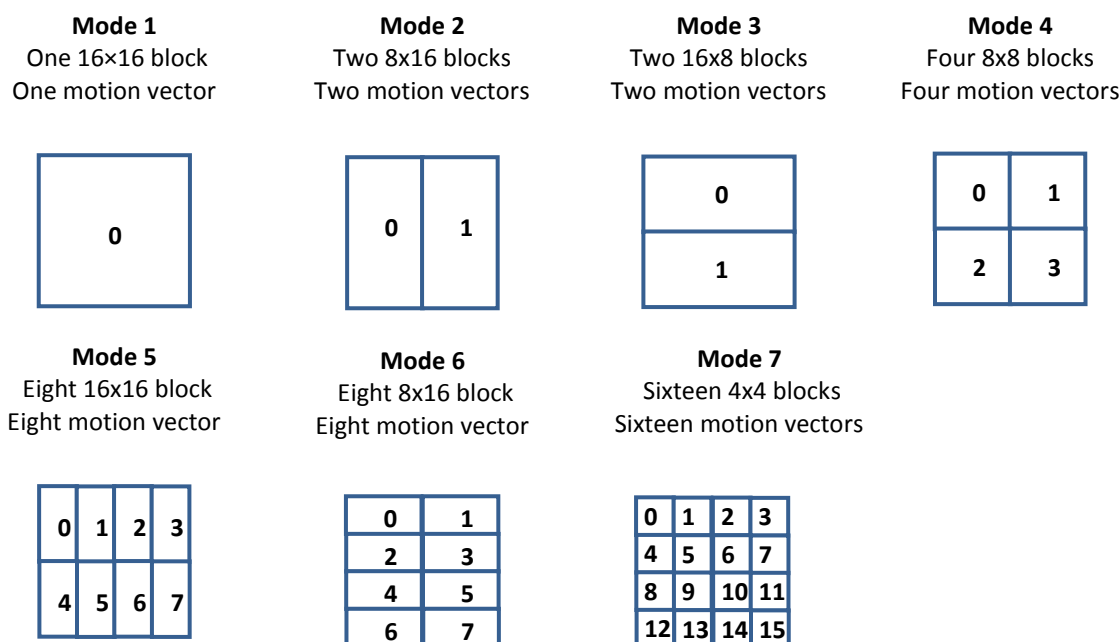 Mode 1
One 16×16 block
One motion vector
Mode 2
Two 8x16 blocks
Two motion vectors
Mode 3
Two 16x8 blocks
Two motion vectors
Mode 4
Four 8x8 blocks
Four motion vectors
0
0 1
0
1
0 1
2 3
Mode 5
Eight 16x16 block
Eight motion vector
Mode 6
Eight 8x16 block
Eight motion vector
Mode 7
Sixteen 4x4 blocks
Sixteen motion vectors
0 1 2 3
4 5 6 7
0 1
2 3
4 5
6 7
0 1 2 3
4 5 6 7
8 9 10 11
12 13 14 15